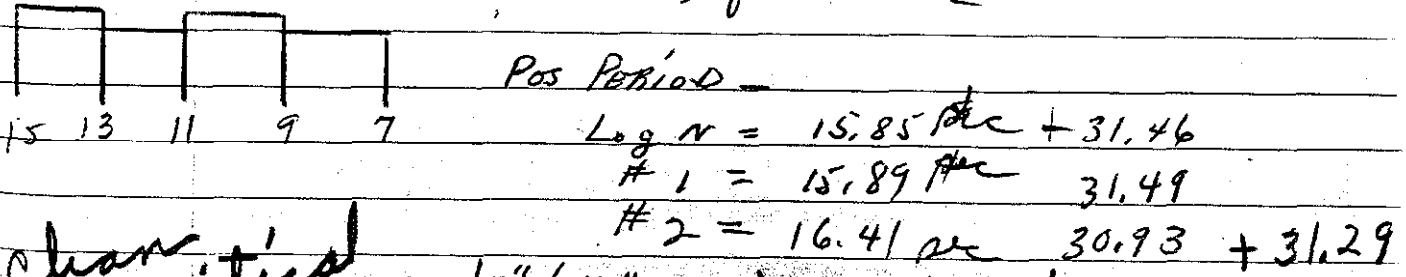 Pos PERIOD -
15 13 11 9 7 Log N = 15.85 sec + 31.46
# 1 = 15.89 sec 31.49
# 2 = 16.41 sec 30.93 + 31.29